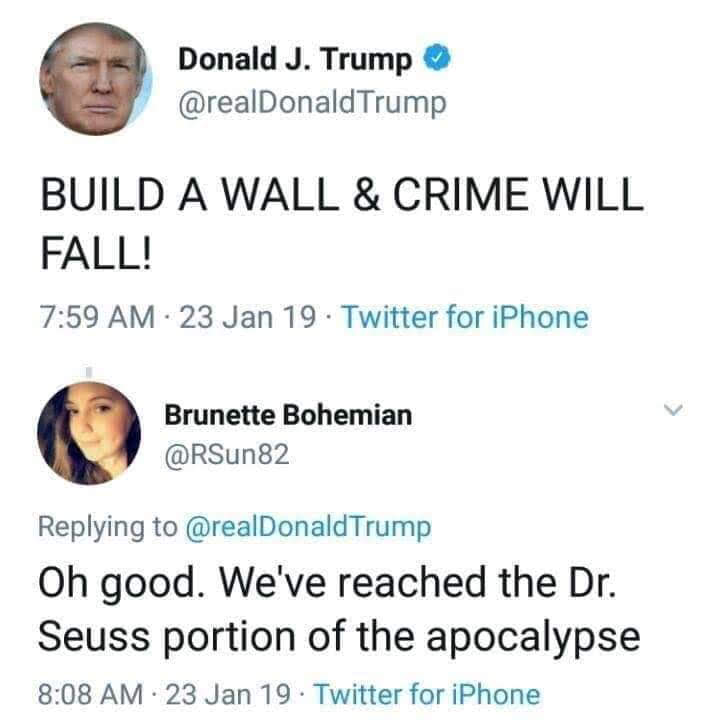 Donald J. Trump
@realDonaldTrump
BUILD A WALL & CRIME WILL
FALL!
7:59 AM · 23 Jan 19 · Twitter for iPhone
Brunette Bohemian
@RSun82
Replying to @realDonaldTrump
Oh good. We've reached the Dr.
Seuss portion of the apocalypse
8:08 AM · 23 Jan 19 · Twitter for iPhone